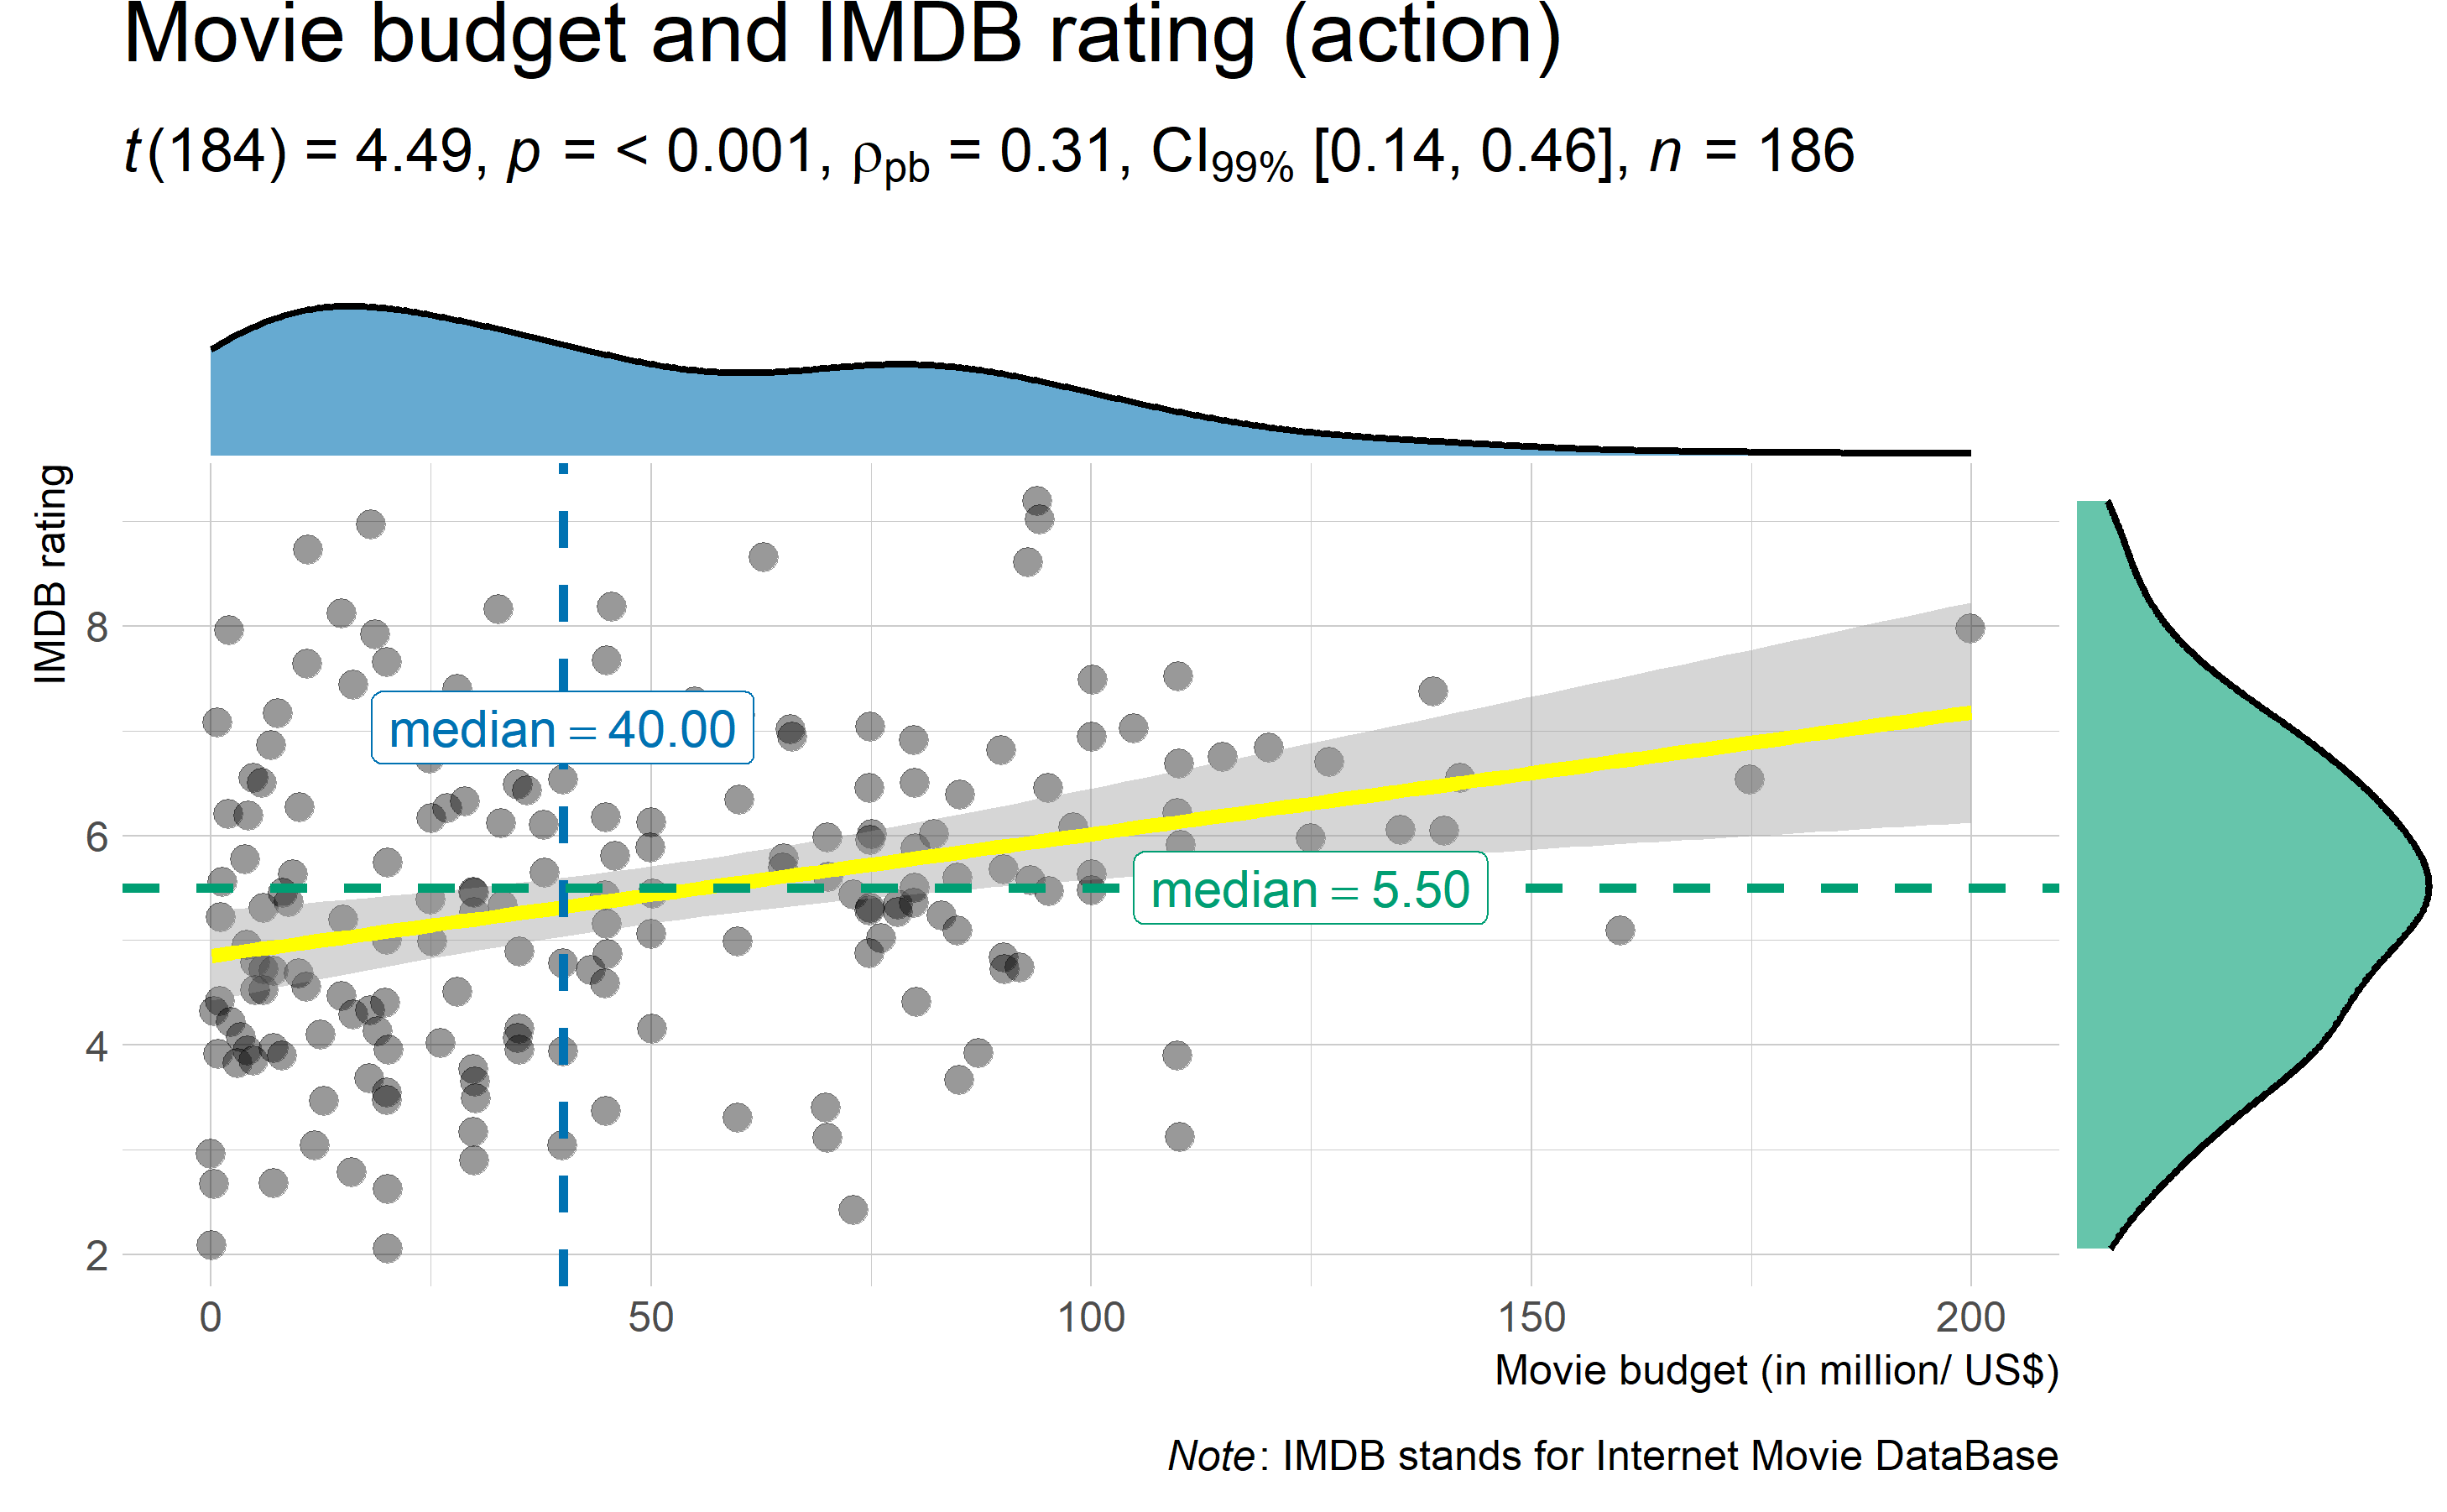 Movie budget and IMDB rating (action)
t(184) = 4.49, p = < 0.001, ρpb = 0.31, CI99% [0.14, 0.46], n = 186
IMDB rating
8
6
4
2
median = 40.00
median = 5.50
0 50 100 150 200
Movie budget (in million/ US$)
Note: IMDB stands for Internet Movie DataBase